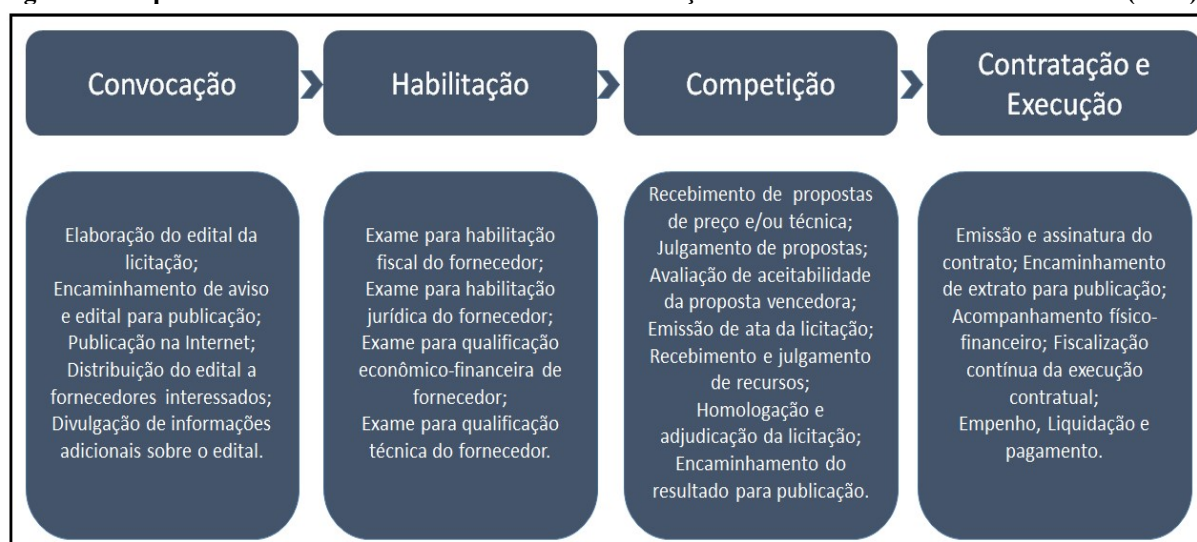 Convocação
Habilitação
Competição
Contratação e
Execução
Elaboração do edital da
licitação;
Encaminhamento de aviso
e edital para publicação;
Publicação na Internet;
Distribuição do edital a
fornecedores interessados;
Divulgação de informações
adicionais sobre o edital.
Exame para habilitação
fiscal do fornecedor;
Exame para habilitação
jurídica do fornecedor;
Exame para qualificação
econômico-financeira de
fornecedor;
Exame para qualificação
técnica do fornecedor.
Recebimento de propostas
de preço e/ou técnica;
Julgamento de propostas;
Avaliação de aceitabilidade
da proposta vencedora;
Emissão de ata da licitação;
Recebimento e julgamento
de recursos;
Homologação e
adjudicação da licitação;
Encaminhamento do
resultado para publicação.
Emissão e assinatura do
contrato; Encaminhamento
de extrato para publicação;
Acompanhamento físico-
financeiro; Fiscalização
contínua da execução
contratual;
Empenho, Liquidação e
pagamento.